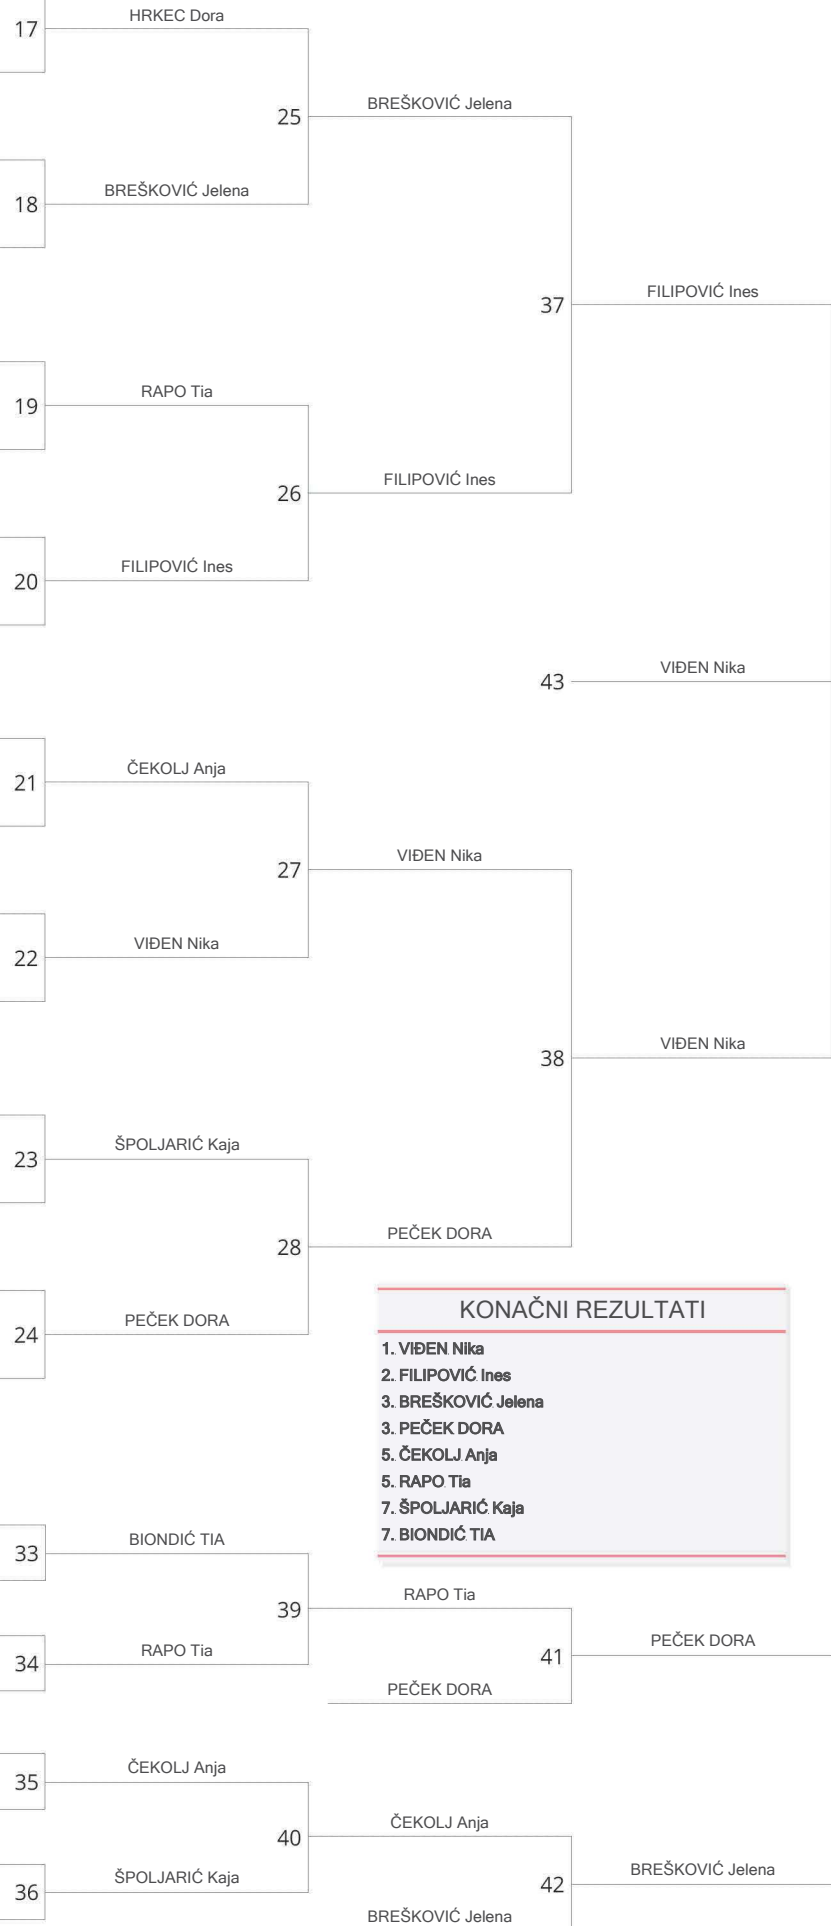 17
HRKEC Dora
25
BREŠKOVIĆ Jelena
18
BREŠKOVIĆ Jelena
37
FILIPOVIĆ Ines
19
RAPO Tia
26
FILIPOVIĆ Ines
20
FILIPOVIĆ Ines
43
VIĐEN Nika
21
ČEKOLJ Anja
27
VIĐEN Nika
22
VIĐEN Nika
38
VIĐEN Nika
23
ŠPOLJARIĆ Kaja
28
PEČEK DORA
24
PEČEK DORA
KONAČNI REZULTATI
1. VIĐEN Nika
2. FILIPOVIĆ Ines
3. BREŠKOVIĆ Jelena
3. PEČEK DORA
5. ČEKOLJ Anja
5. RAPO Tia
7. ŠPOLJARIĆ Kaja
7. BIONDIĆ TIA
33
BIONDIĆ TIA
39
RAPO Tia
34
RAPO Tia
41
PEČEK DORA
PEČEK DORA
35
ČEKOLJ Anja
40
ČEKOLJ Anja
36
ŠPOLJARIĆ Kaja
42
BREŠKOVIĆ Jelena
BREŠKOVIĆ Jelena